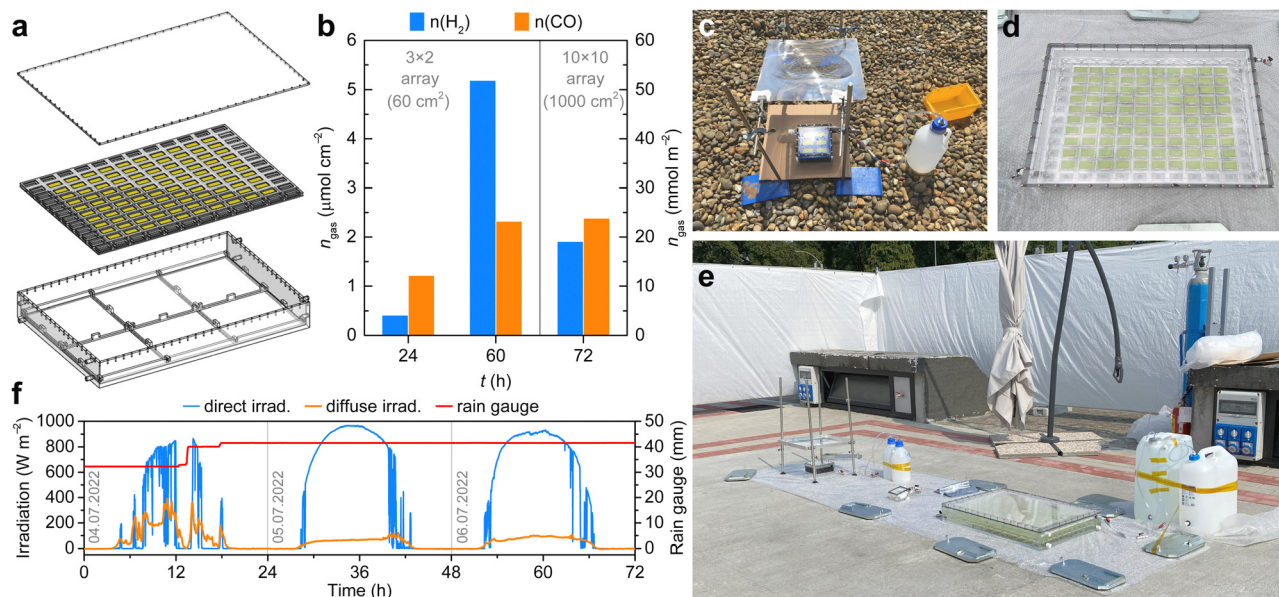 a
b
n(H₂) n(CO)
6
5
4
3
2
1
0
n_gas (μmol cm⁻²)
3×2
array
(60 cm²)
10×10
array
(1000 cm²)
60
50
40
30
20
10
0
n_gas (mmol m⁻²)
24 60 72
t (h)
c
d
e
f
direct irrad. diffuse irrad. rain gauge
1000
800
600
400
200
0
Irradiation (W m⁻²)
04.07.2022
05.07.2022
06.07.2022
50
40
30
20
10
0
Rain gauge (mm)
0 12 24 36 48 60 72
Time (h)